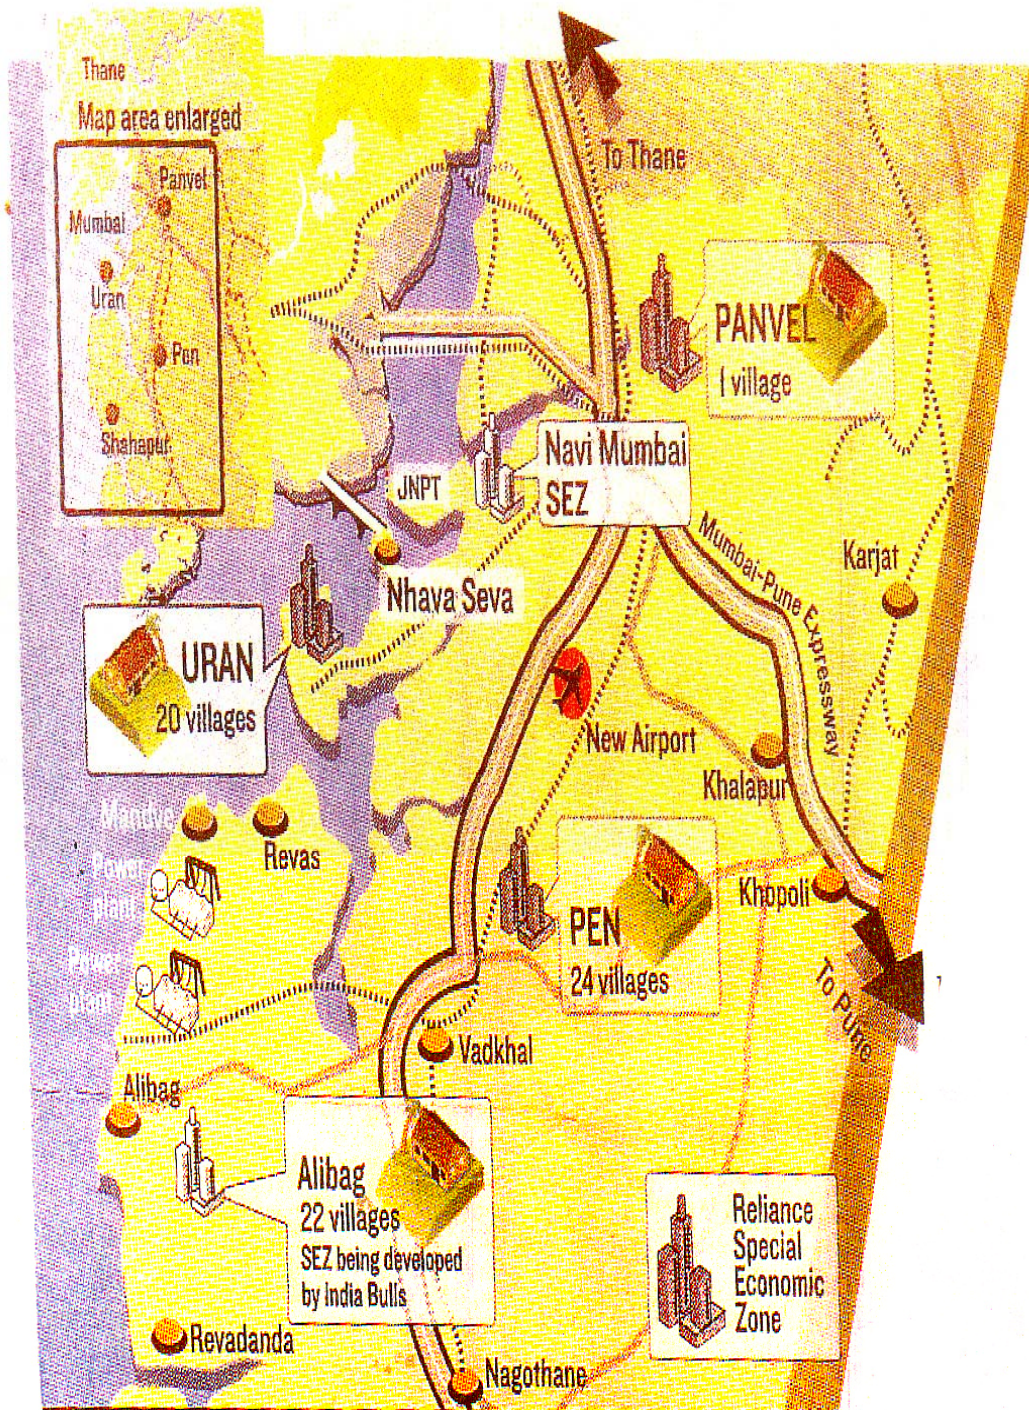 Thane
Map area enlarged
Panvel
Mumbai
Uran
Pen
Shahapur
To Thane
PANVEL
1 village
Navi Mumbai
SEZ
JNPT
Nhava Seva
Mumbai-Pune Expressway
Karjat
URAN
20 villages
New Airport
Khalapur
Mandve
Revas
Power
plant
Khopoli
PEN
24 villages
Power
plant
To Pune
Vadkhal
Alibag
Alibag
22 villages
SEZ being developed
by India Bulls
Reliance
Special
Economic
Zone
Revadanda
Nagothane